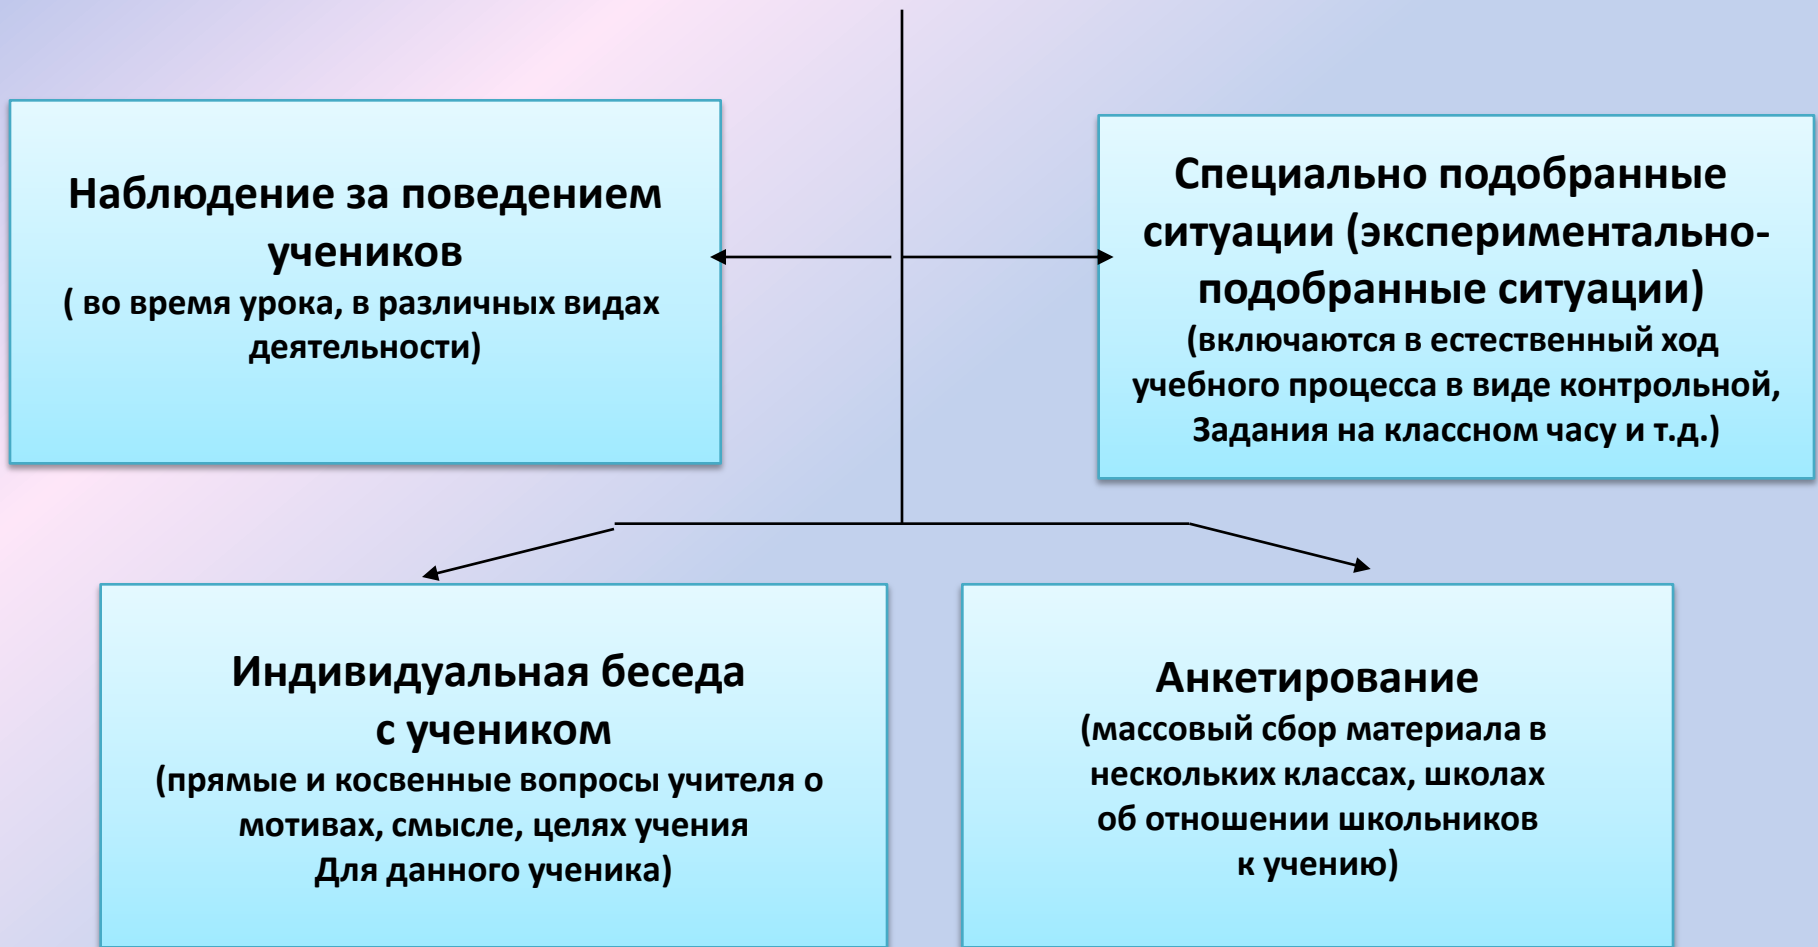 Наблюдение за поведением
учеников
( во время урока, в различных видах
деятельности)
Специально подобранные
ситуации (экспериментально-
подобранные ситуации)
(включаются в естественный ход
учебного процесса в виде контрольной,
Задания на классном часу и т.д.)
Индивидуальная беседа
с учеником
(прямые и косвенные вопросы учителя о
мотивах, смысле, целях учения
Для данного ученика)
Анкетирование
(массовый сбор материала в
нескольких классах, школах
об отношении школьников
к учению)